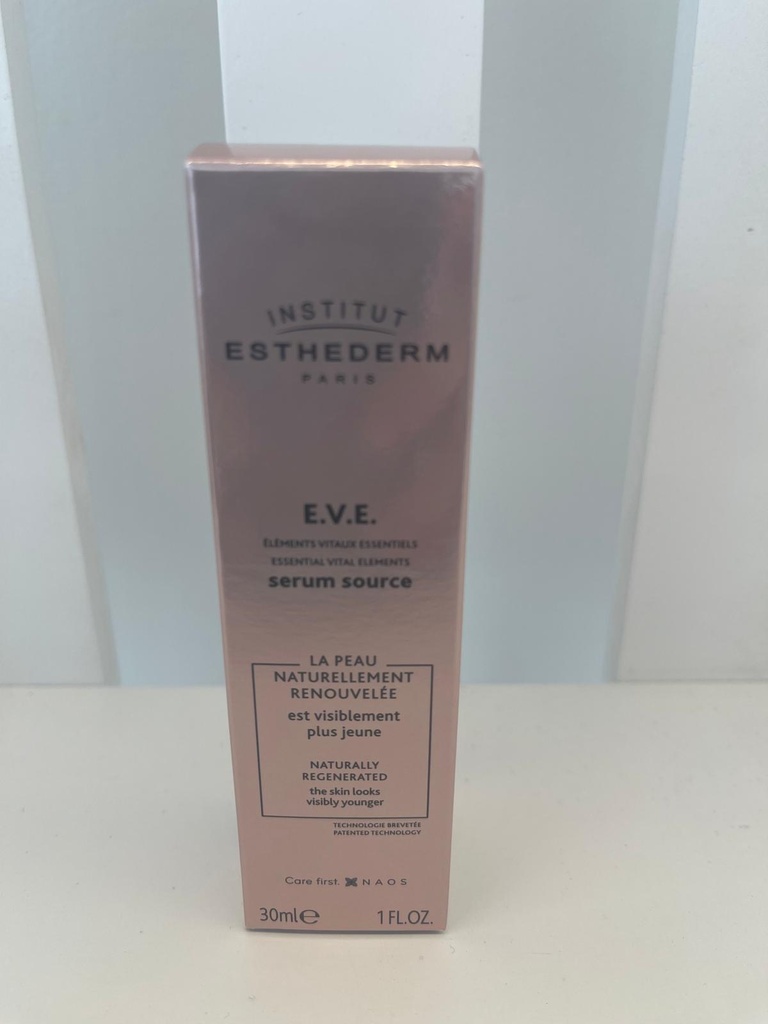 INSTITUT
ESTHEDERM
PARIS
E.V.E.
ÉLÉMENTS VITAUX ESSENTIELS
ESSENTIAL VITAL ELEMENTS
serum source
LA PEAU
NATURELLEMENT
RENOUVELÉE
est visiblement
plus jeune
NATURALLY
REGENERATED
the skin looks
visibly younger
TECHNOLOGIE BREVETÉE
PATENTED TECHNOLOGY
Care first. NAOS
30ml℮ 1 FL.OZ.